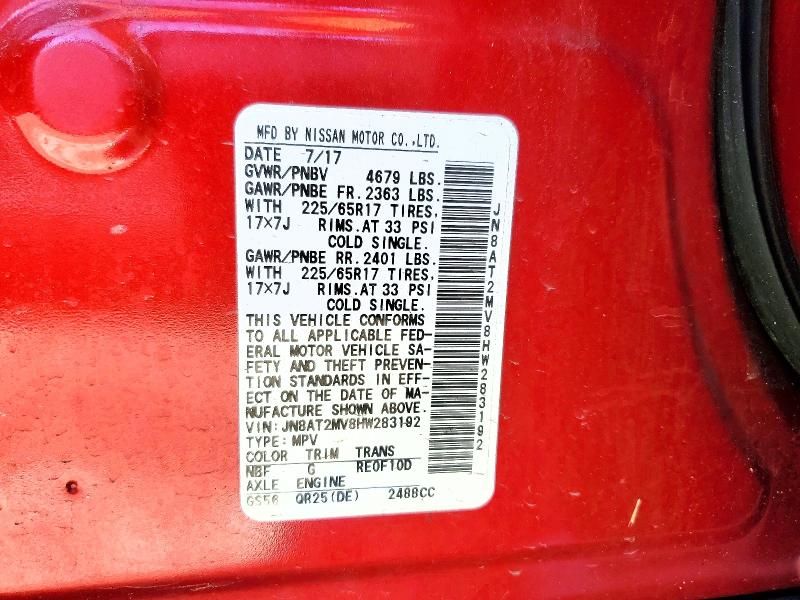 MFD BY NISSAN MOTOR CO.,LTD.
DATE 7/17
GVWR/PNBV 4679 LBS.
GAWR/PNBE FR. 2363 LBS.
WITH 225/65R17 TIRES,
17×7J RIMS.AT 33 PSI
COLD SINGLE.
GAWR/PNBE RR. 2401 LBS.
WITH 225/65R17 TIRES,
17×7J RIMS.AT 33 PSI
COLD SINGLE.
THIS VEHICLE CONFORMS
TO ALL APPLICABLE FED-
ERAL MOTOR VEHICLE SA-
FETY AND THEFT PREVEN-
TION STANDARDS IN EFF-
ECT ON THE DATE OF MA-
NUFACTURE SHOWN ABOVE.
VIN: JN8AT2MV8HW283192
TYPE: MPV
COLOR TRIM TRANS
NBF G RE0F10D
AXLE ENGINE
GS56 QR25(DE) 2488CC
JN8AT2MV8HW283192